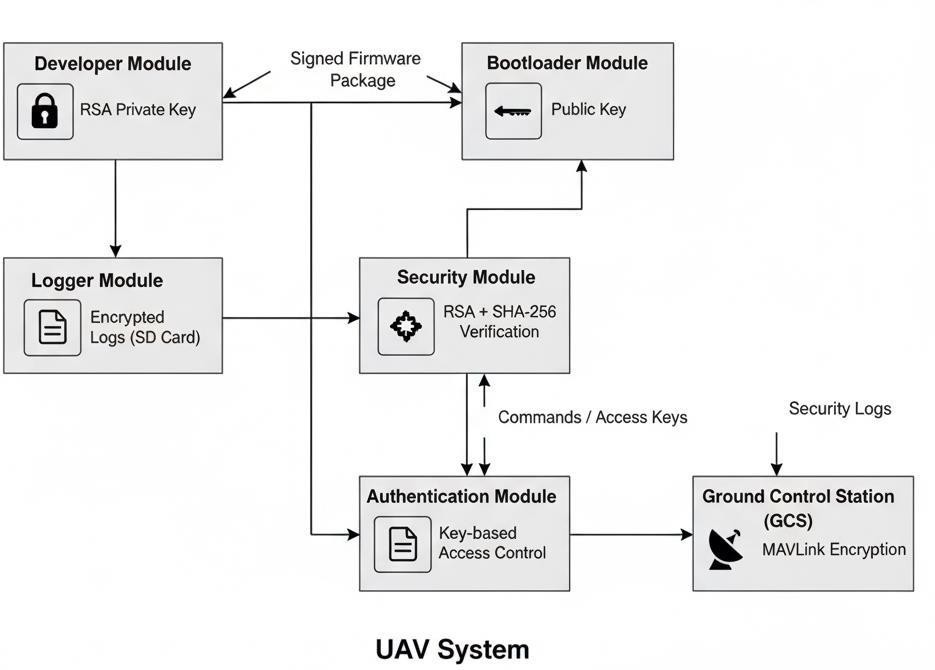 Developer Module
RSA Private Key
Signed Firmware
Package
Bootloader Module
Public Key
Logger Module
Encrypted
Logs (SD Card)
Security Module
RSA + SHA-256
Verification
Commands / Access Keys
Security Logs
Authentication Module
Key-based
Access Control
Ground Control Station
(GCS)
MAVLink Encryption
UAV System